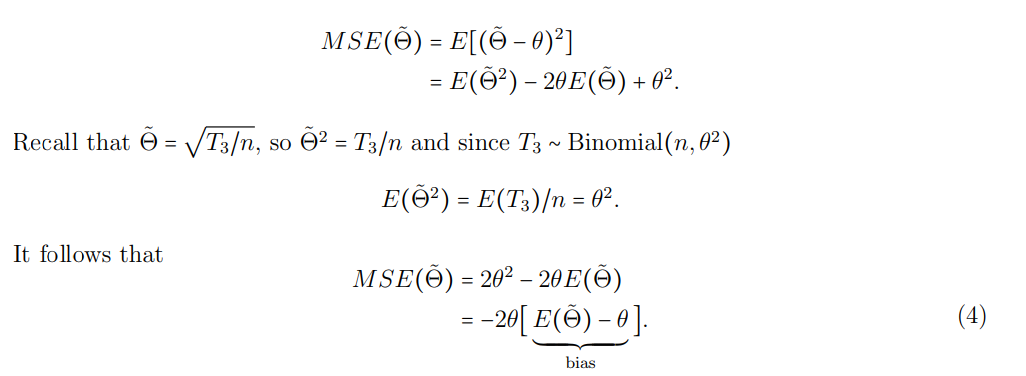 MSE(Θ̃) = E[(Θ̃ − θ)²]
= E(Θ̃²) − 2θE(Θ̃) + θ².
Recall that Θ̃ = √(T₃/n), so Θ̃² = T₃/n and since T₃ ~ Binomial(n, θ²)
E(Θ̃²) = E(T₃)/n = θ².
It follows that
MSE(Θ̃) = 2θ² − 2θE(Θ̃)
= −2θ[ E(Θ̃) − θ ]. (4)
bias